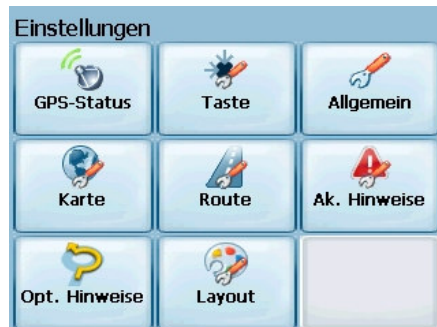 Einstellungen
GPS-Status
Taste
Allgemein
Karte
Route
Ak. Hinweise
Opt. Hinweise
Layout